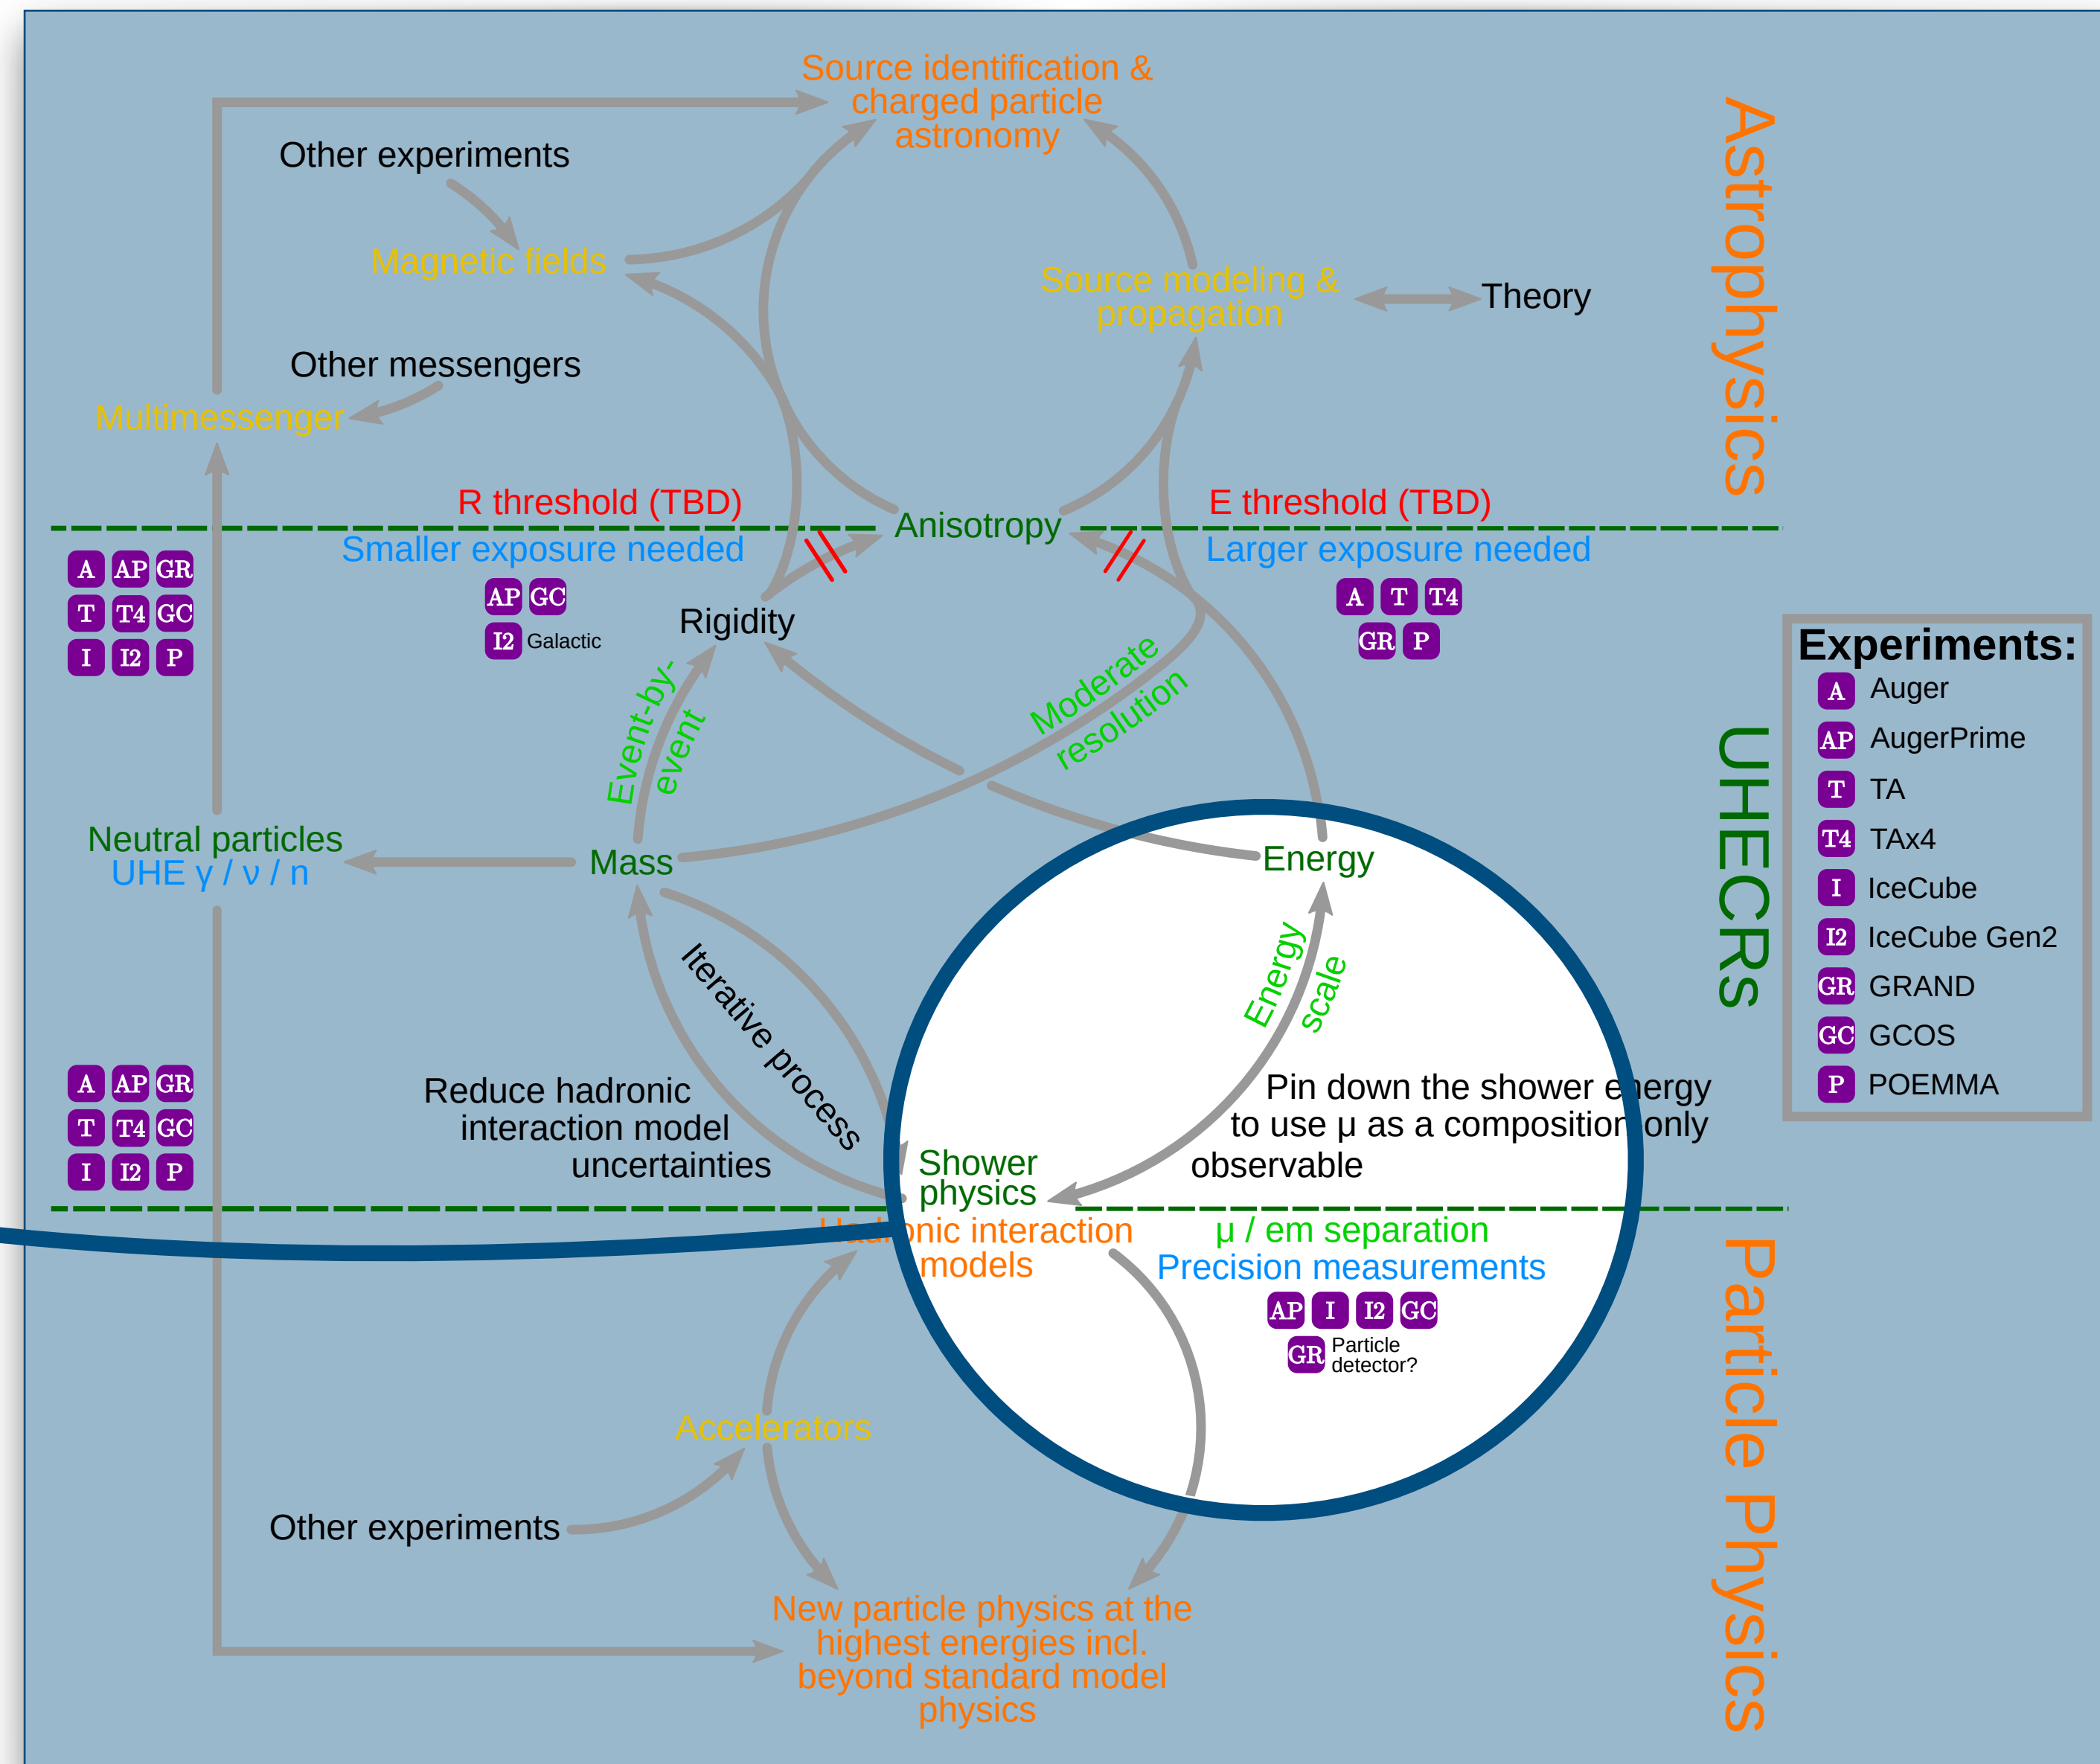 Source identification &
charged particle
astronomy
Other experiments
Magnetic fields
Source modeling &
propagation
Theory
Other messengers
Multimessenger
Astrophysics
R threshold (TBD)
E threshold (TBD)
Anisotropy
Smaller exposure needed
Larger exposure needed
A AP GR
T T4 GC
I I2 P
AP GC
I2 Galactic
A T T4
GR P
Rigidity
Event-by-
event
Moderate
resolution
Experiments:
A Auger
AP AugerPrime
T TA
T4 TAx4
I IceCube
I2 IceCube Gen2
GR GRAND
GC GCOS
P POEMMA
UHECRs
Neutral particles
UHE γ / ν / n
Mass
Energy
Energy
scale
Iterative process
A AP GR
T T4 GC
I I2 P
Reduce hadronic
interaction model
uncertainties
Pin down the shower energy
to use μ as a composition-only
observable
Shower
physics
Hadronic interaction
models
μ / em separation
Precision measurements
AP I I2 GC
GR Particle
detector?
Accelerators
Other experiments
New particle physics at the
highest energies incl.
beyond standard model
physics
Particle Physics